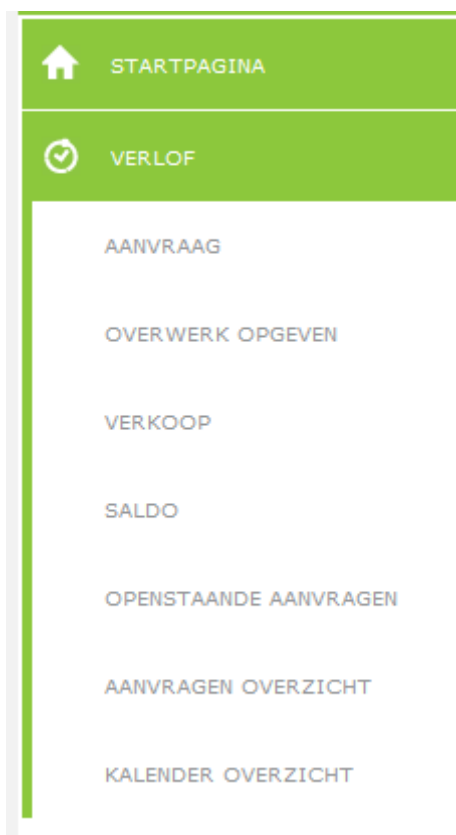 STARTPAGINA
VERLOF
AANVRAAG
OVERWERK OPGEVEN
VERKOOP
SALDO
OPENSTAANDE AANVRAGEN
AANVRAGEN OVERZICHT
KALENDER OVERZICHT